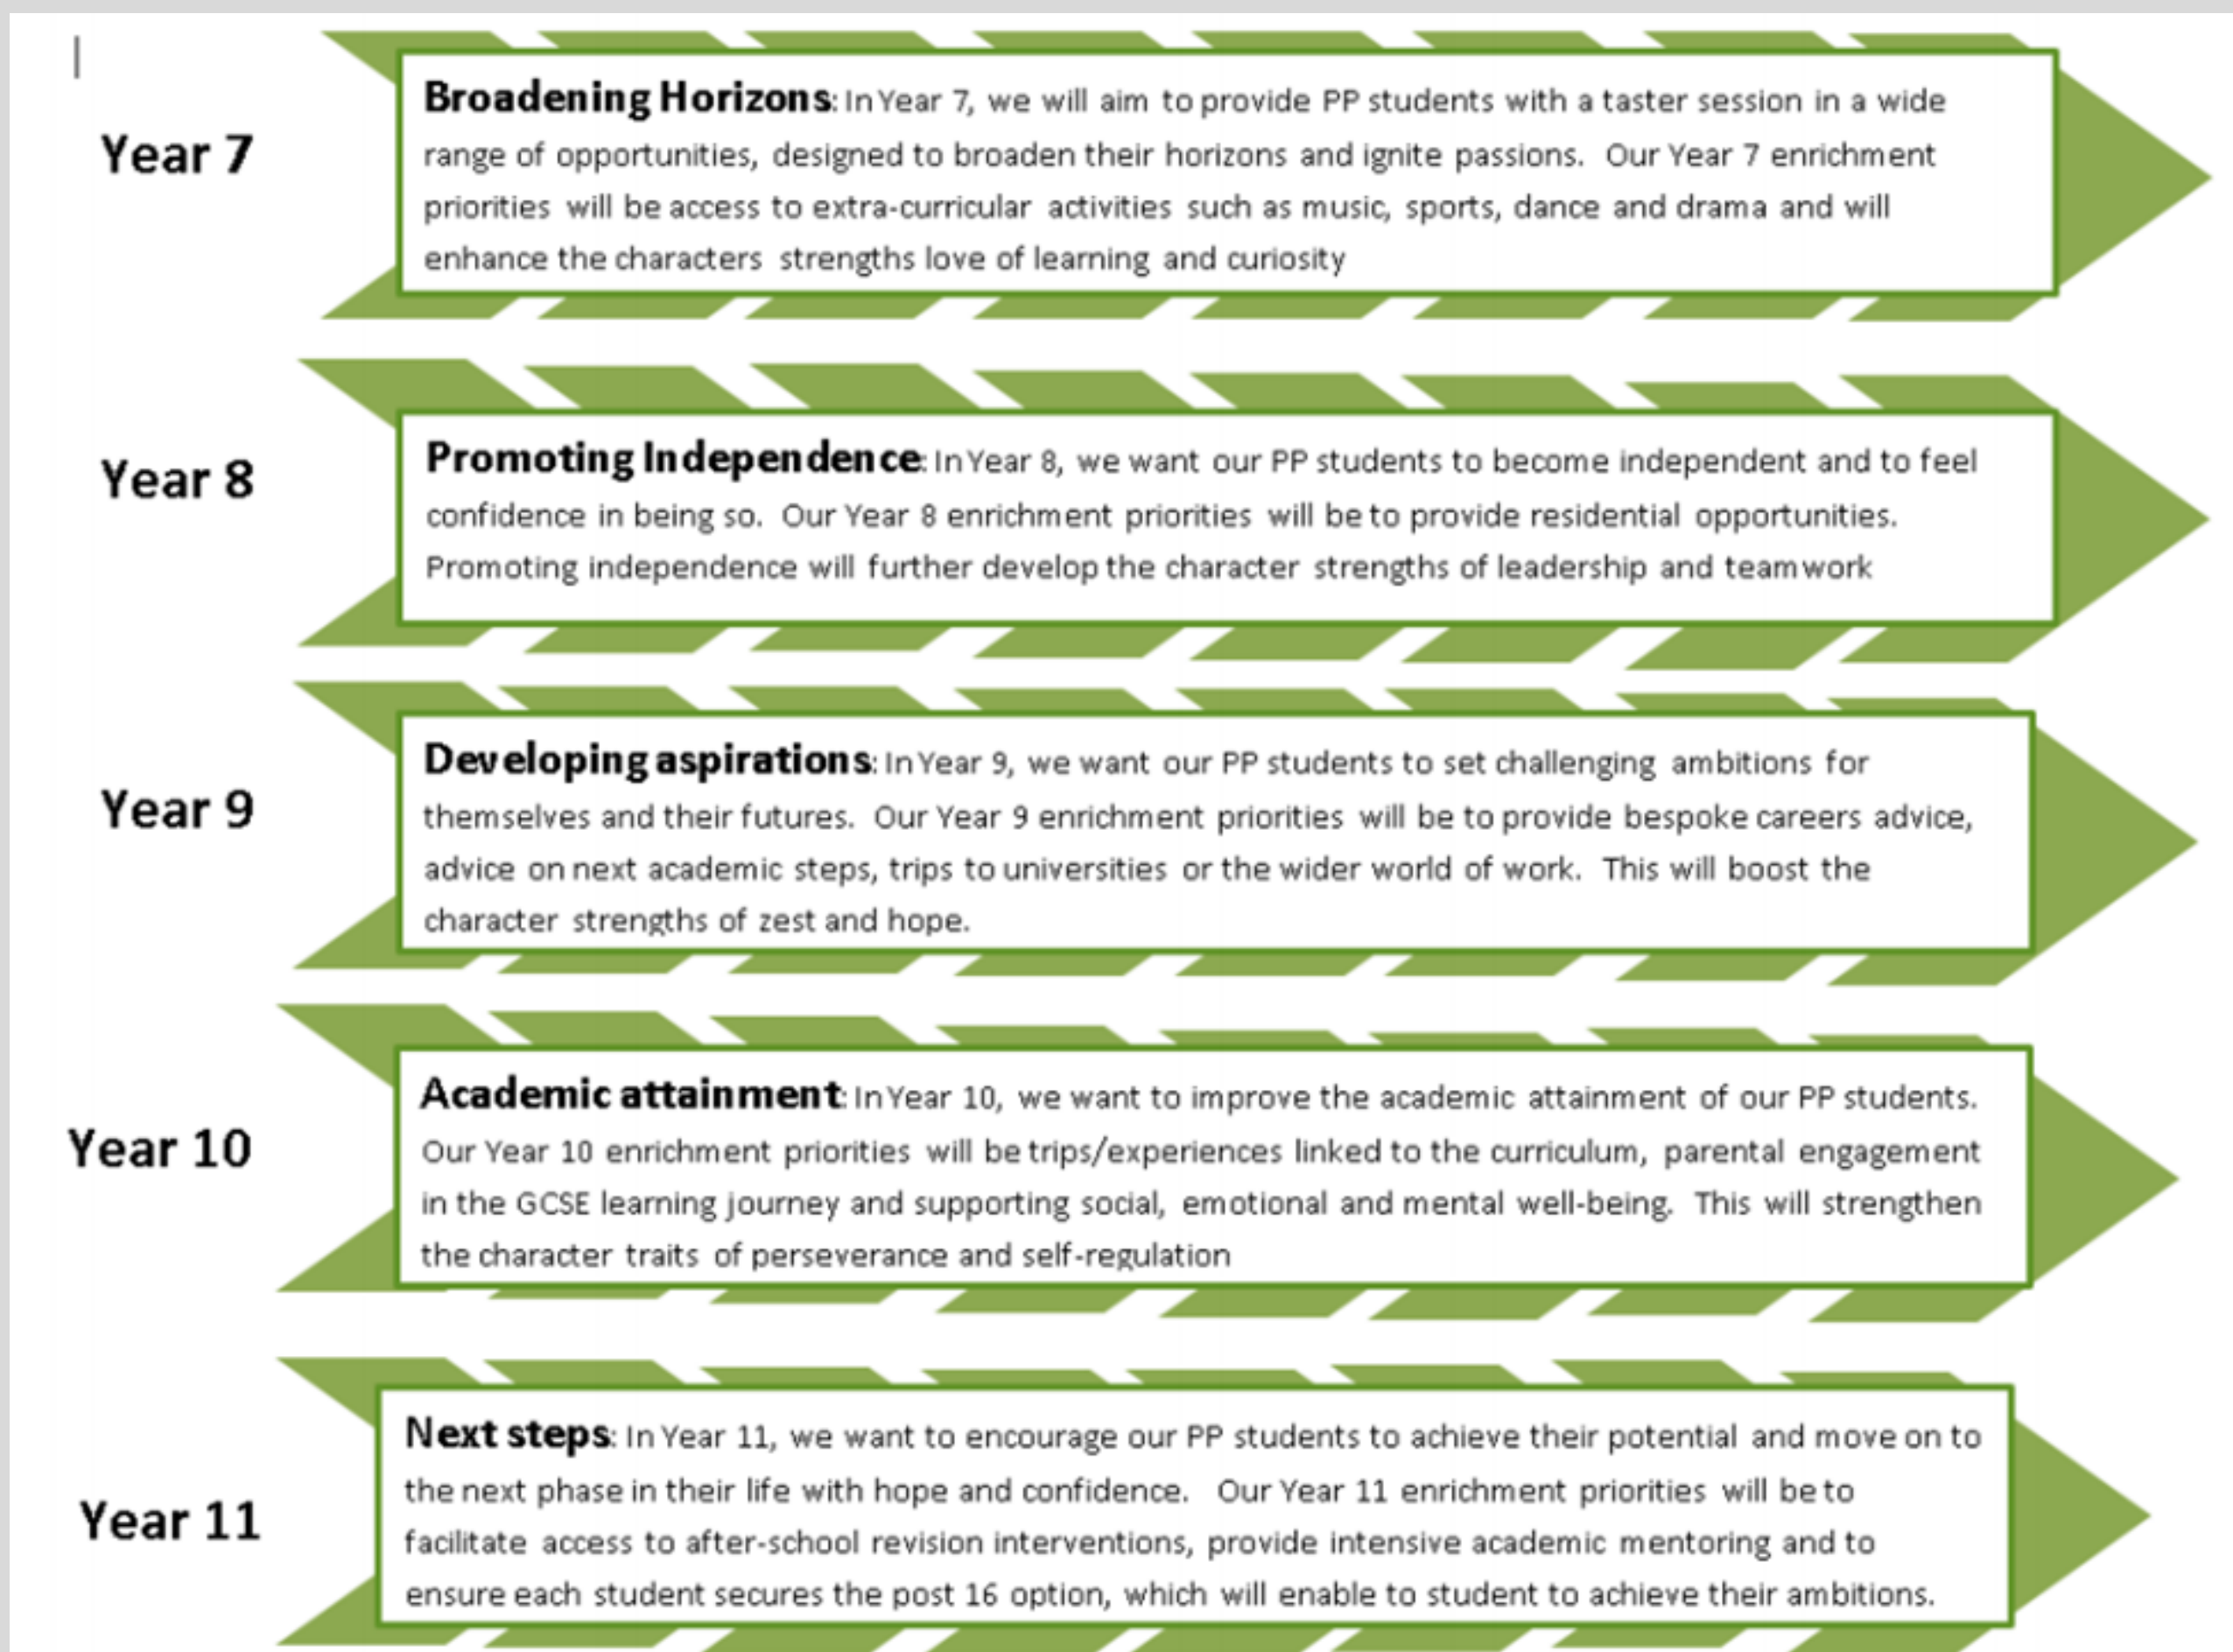 Year 7
Broadening Horizons: In Year 7, we will aim to provide PP students with a taster session in a wide
range of opportunities, designed to broaden their horizons and ignite passions. Our Year 7 enrichment
priorities will be access to extra-curricular activities such as music, sports, dance and drama and will
enhance the characters strengths love of learning and curiosity
Year 8
Promoting Independence: In Year 8, we want our PP students to become independent and to feel
confidence in being so. Our Year 8 enrichment priorities will be to provide residential opportunities.
Promoting independence will further develop the character strengths of leadership and teamwork
Year 9
Developing aspirations: In Year 9, we want our PP students to set challenging ambitions for
themselves and their futures. Our Year 9 enrichment priorities will be to provide bespoke careers advice,
advice on next academic steps, trips to universities or the wider world of work. This will boost the
character strengths of zest and hope.
Year 10
Academic attainment: In Year 10, we want to improve the academic attainment of our PP students.
Our Year 10 enrichment priorities will be trips/experiences linked to the curriculum, parental engagement
in the GCSE learning journey and supporting social, emotional and mental well-being. This will strengthen
the character traits of perseverance and self-regulation
Year 11
Next steps: In Year 11, we want to encourage our PP students to achieve their potential and move on to
the next phase in their life with hope and confidence. Our Year 11 enrichment priorities will be to
facilitate access to after-school revision interventions, provide intensive academic mentoring and to
ensure each student secures the post 16 option, which will enable to student to achieve their ambitions.